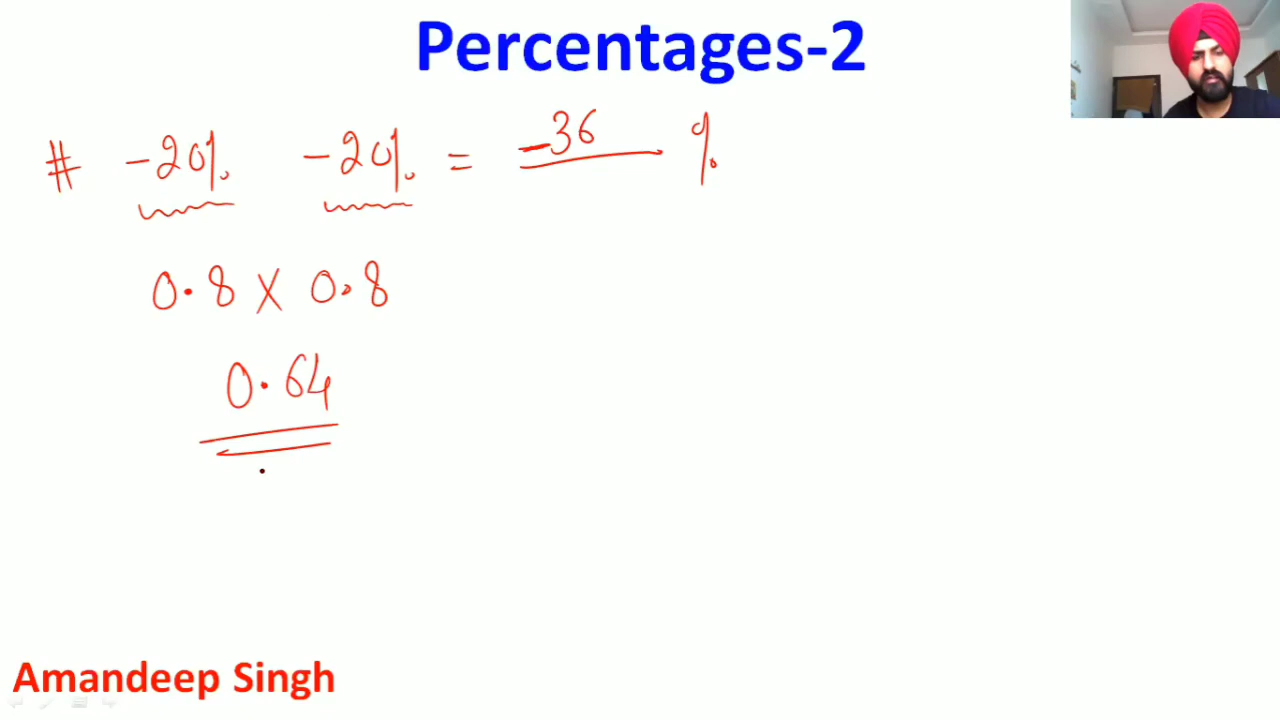 Percentages-2
# -20% -20% = -36 %
0.8 X 0.8
0.64
Amandeep Singh